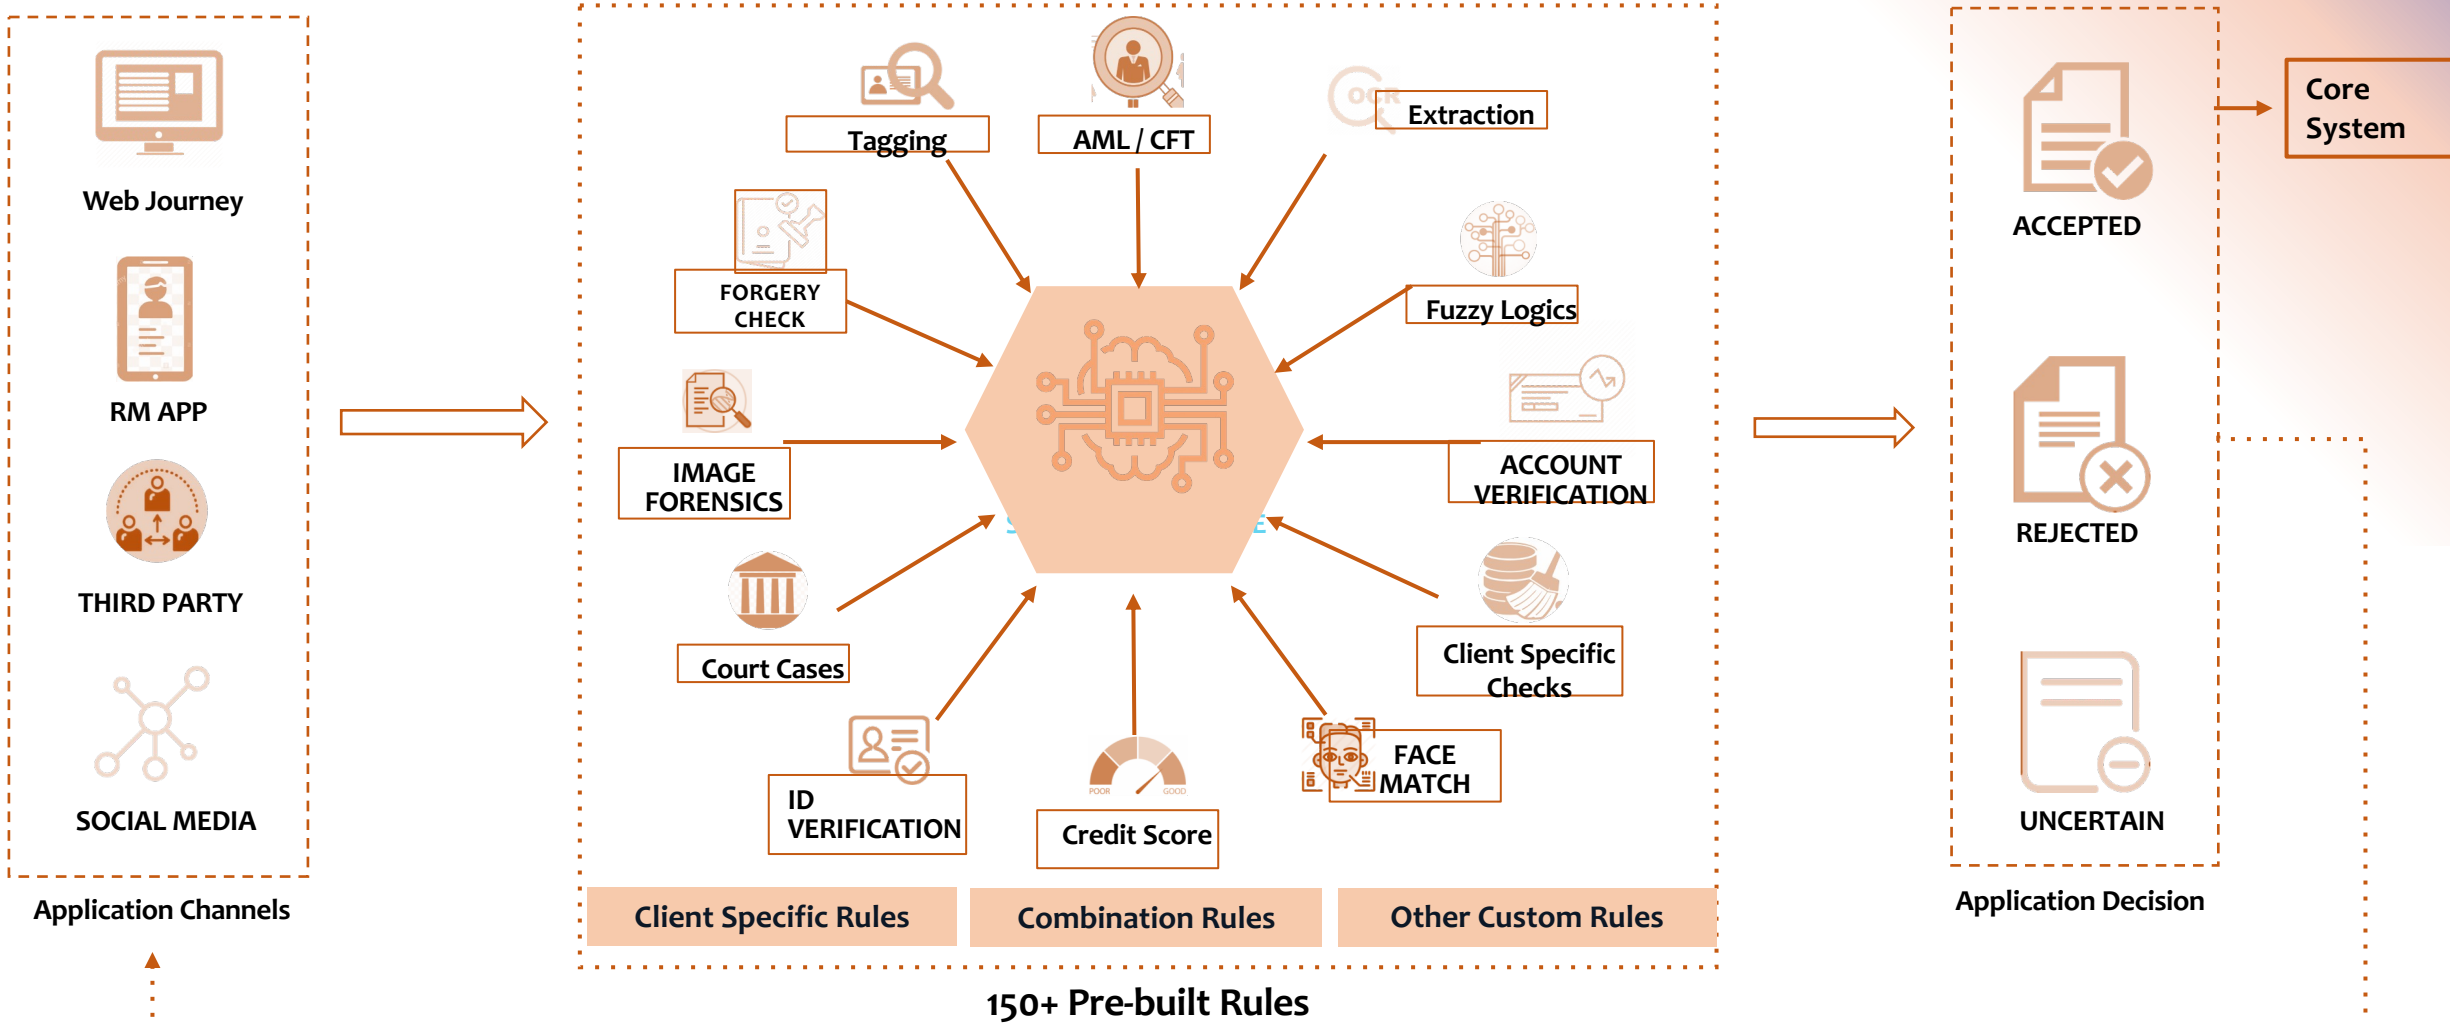 Web Journey
RM APP
THIRD PARTY
SOCIAL MEDIA
Application Channels
Tagging
AML / CFT
OCR
Extraction
FORGERY
CHECK
Fuzzy Logics
IMAGE
FORENSICS
ACCOUNT
VERIFICATION
Court Cases
Client Specific
Checks
ID
VERIFICATION
POOR
GOOD
Credit Score
FACE
MATCH
Client Specific Rules
Combination Rules
Other Custom Rules
150+ Pre-built Rules
ACCEPTED
REJECTED
UNCERTAIN
Application Decision
Core
System